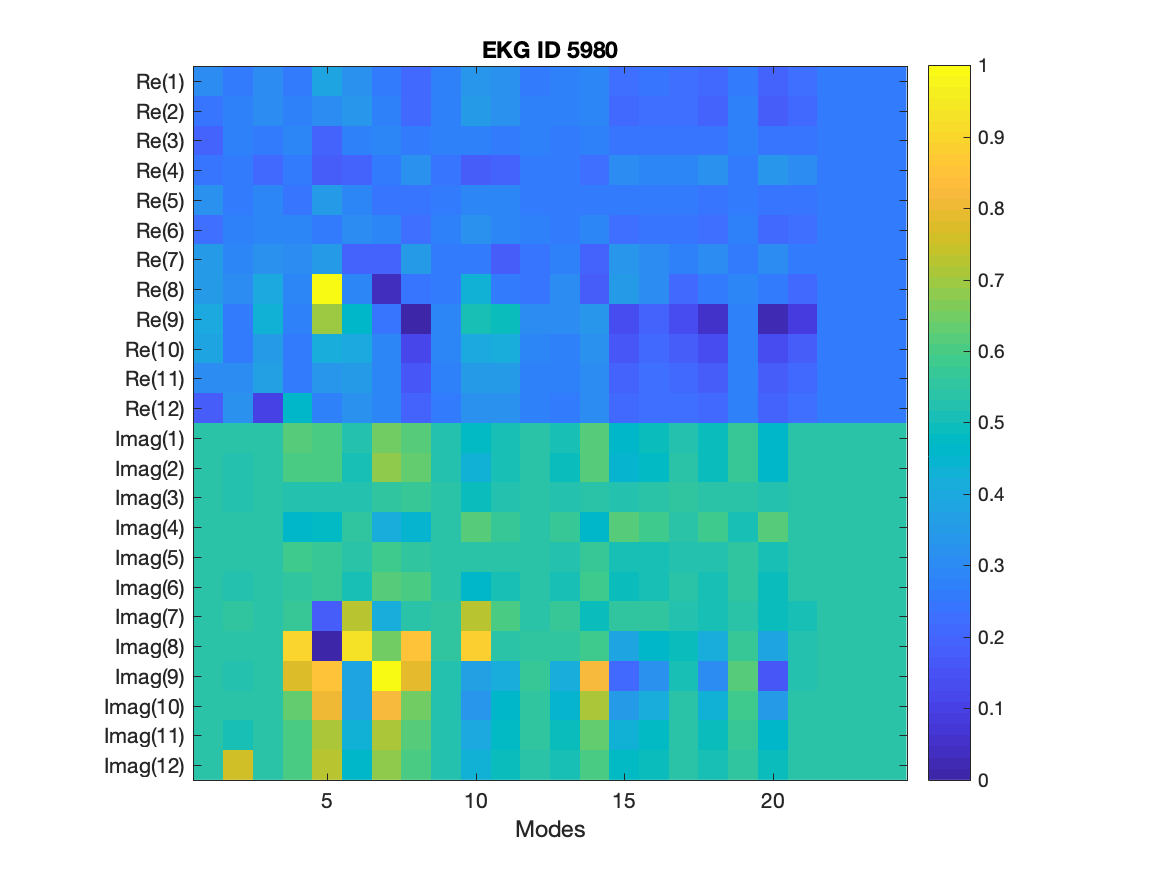 EKG ID 5980
Re(1)
Re(2)
Re(3)
Re(4)
Re(5)
Re(6)
Re(7)
Re(8)
Re(9)
Re(10)
Re(11)
Re(12)
Imag(1)
Imag(2)
Imag(3)
Imag(4)
Imag(5)
Imag(6)
Imag(7)
Imag(8)
Imag(9)
Imag(10)
Imag(11)
Imag(12)
5 10 15 20
Modes
1
0.9
0.8
0.7
0.6
0.5
0.4
0.3
0.2
0.1
0